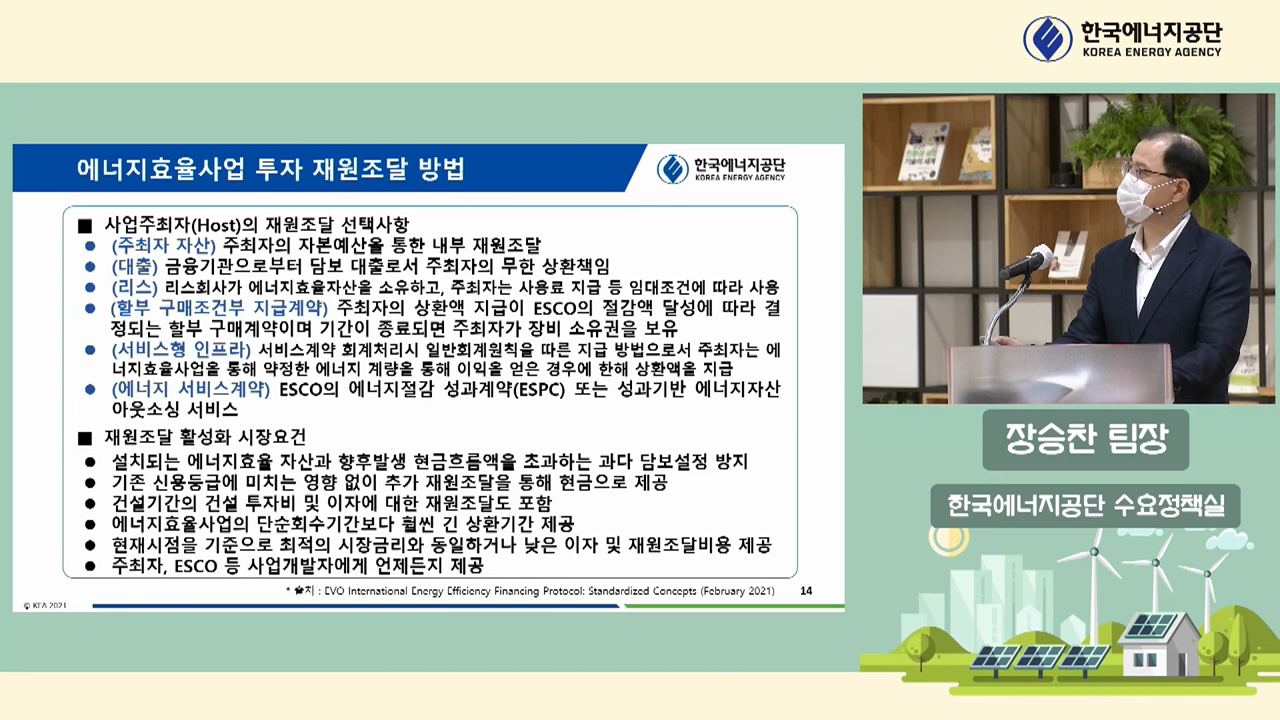 한국에너지공단
KOREA ENERGY AGENCY
에너지효율사업 투자 재원조달 방법
한국에너지공단
KOREA ENERGY AGENCY
■ 사업주최자(Host)의 재원조달 선택사항
● (주최자 자산) 주최자의 자본예산을 통한 내부 재원조달
● (대출) 금융기관으로부터 담보 대출로서 주최자의 무한 상환책임
● (리스) 리스회사가 에너지효율자산을 소유하고, 주최자는 사용료 지급 등 임대조건에 따라 사용
● (할부 구매조건부 지급계약) 주최자의 상환액 지급이 ESCO의 절감액 달성에 따라 결
정되는 할부 구매계약이며 기간이 종료되면 주최자가 장비 소유권을 보유
● (서비스형 인프라) 서비스계약 회계처리시 일반회계원칙을 따른 지급 방법으로서 주최자는 에
너지효율사업을 통해 약정한 에너지 계량을 통해 이익을 얻은 경우에 한해 상환액을 지급
● (에너지 서비스계약) ESCO의 에너지절감 성과계약(ESPC) 또는 성과기반 에너지자산
아웃소싱 서비스
■ 재원조달 활성화 시장요건
● 설치되는 에너지효율 자산과 향후발생 현금흐름액을 초과하는 과다 담보설정 방지
● 기존 신용등급에 미치는 영향 없이 추가 재원조달을 통해 현금으로 제공
● 건설기간의 건설 투자비 및 이자에 대한 재원조달도 포함
● 에너지효율사업의 단순회수기간보다 훨씬 긴 상환기간 제공
● 현재시점을 기준으로 최적의 시장금리와 동일하거나 낮은 이자 및 재원조달비용 제공
● 주최자, ESCO 등 사업개발자에게 언제든지 제공
* 출처 : EVO International Energy Efficiency Financing Protocol: Standardized Concepts (February 2021)
14
© KEA 2021
장승찬 팀장
한국에너지공단 수요정책실